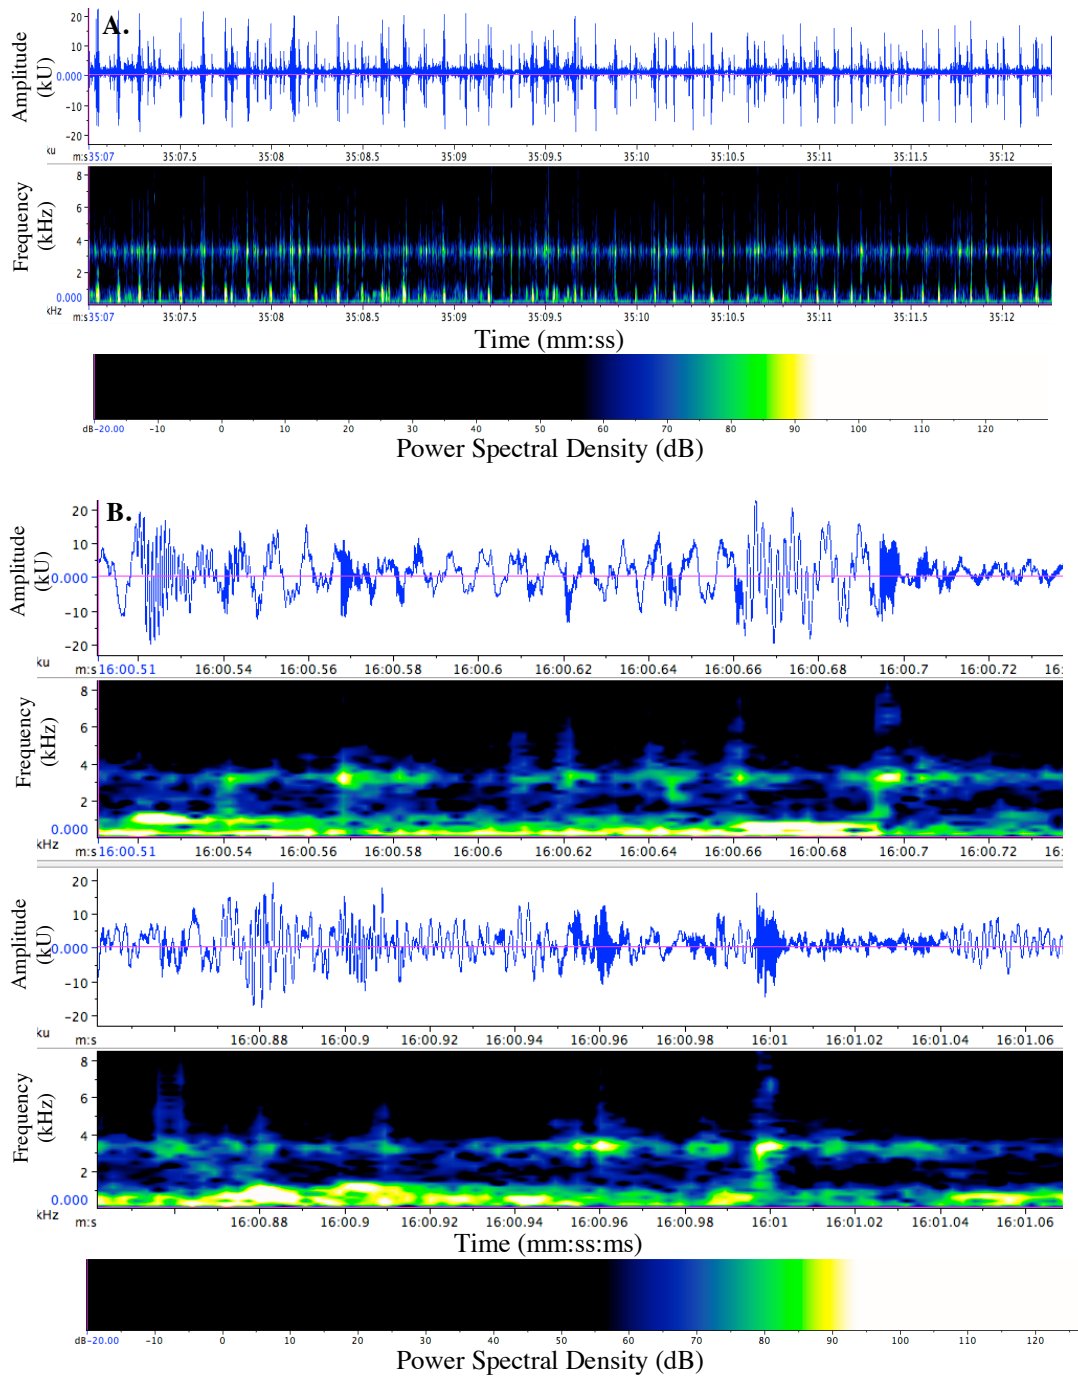 A.
Amplitude
(kU)
20
10
0.000
−10
−20
ku
m:s 35:07 35:07.5 35:08 35:08.5 35:09 35:09.5 35:10 35:10.5 35:11 35:11.5 35:12
Frequency
(kHz)
8
6
4
2
0.000
kHz
m:s 35:07 35:07.5 35:08 35:08.5 35:09 35:09.5 35:10 35:10.5 35:11 35:11.5 35:12
Time (mm:ss)
dB −20.00 −10 0 10 20 30 40 50 60 70 80 90 100 110 120
Power Spectral Density (dB)
B.
Amplitude
(kU)
20
10
0.000
−10
−20
ku
m:s 16:00.51 16:00.54 16:00.56 16:00.58 16:00.6 16:00.62 16:00.64 16:00.66 16:00.68 16:00.7 16:00.72 16:
Frequency
(kHz)
8
6
4
2
0.000
kHz
m:s 16:00.51 16:00.54 16:00.56 16:00.58 16:00.6 16:00.62 16:00.64 16:00.66 16:00.68 16:00.7 16:00.72 16:
Amplitude
(kU)
20
10
0.000
−10
−20
ku
m:s 16:00.88 16:00.9 16:00.92 16:00.94 16:00.96 16:00.98 16:01 16:01.02 16:01.04 16:01.06
Frequency
(kHz)
8
6
4
2
0.000
kHz
m:s 16:00.88 16:00.9 16:00.92 16:00.94 16:00.96 16:00.98 16:01 16:01.02 16:01.04 16:01.06
Time (mm:ss:ms)
dB −20.00 −10 0 10 20 30 40 50 60 70 80 90 100 110 120
Power Spectral Density (dB)